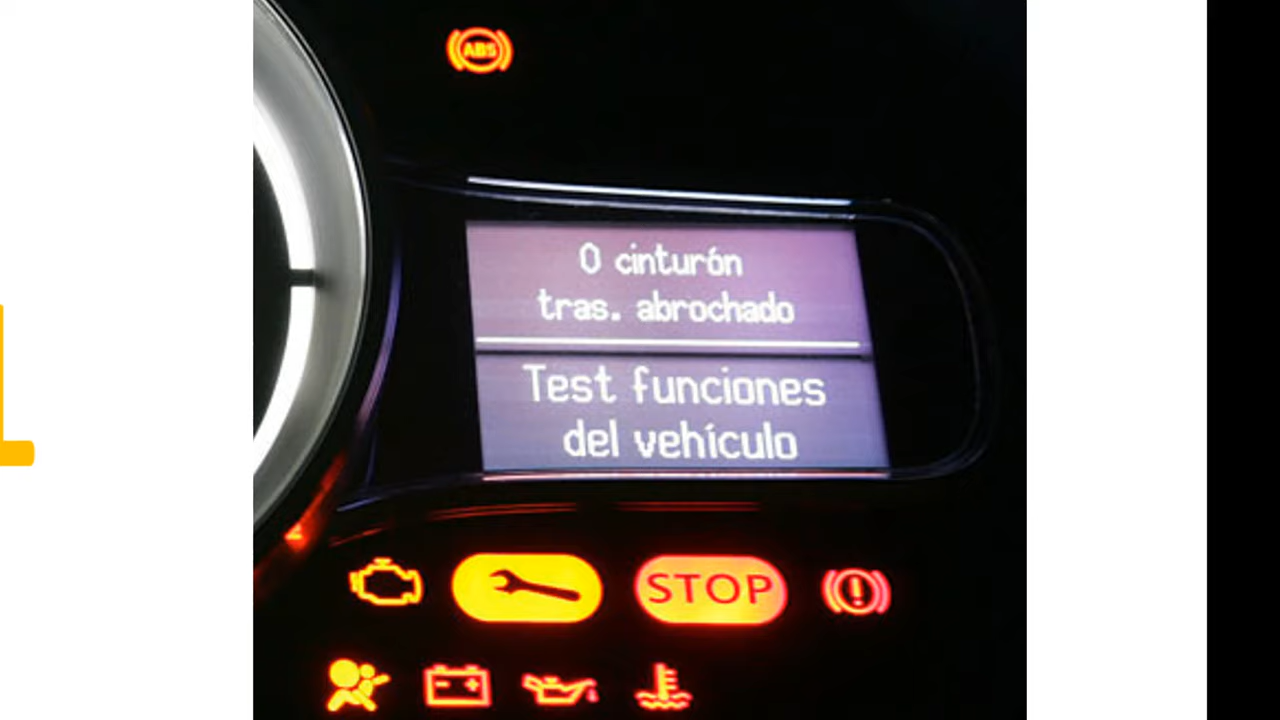 ABS
0 cinturón
tras. abrochado
Test funciones
del vehículo
STOP